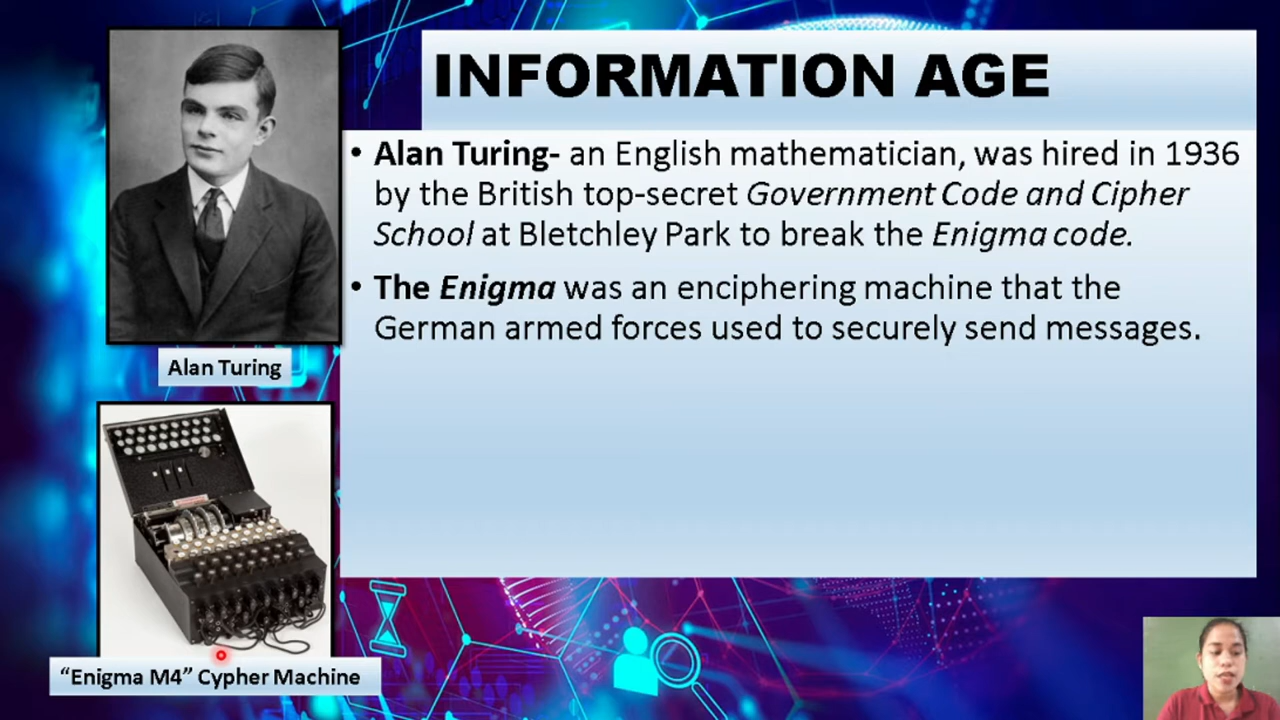 INFORMATION AGE
• Alan Turing- an English mathematician, was hired in 1936
by the British top-secret Government Code and Cipher
School at Bletchley Park to break the Enigma code.
• The Enigma was an enciphering machine that the
German armed forces used to securely send messages.
Alan Turing
“Enigma M4” Cypher Machine